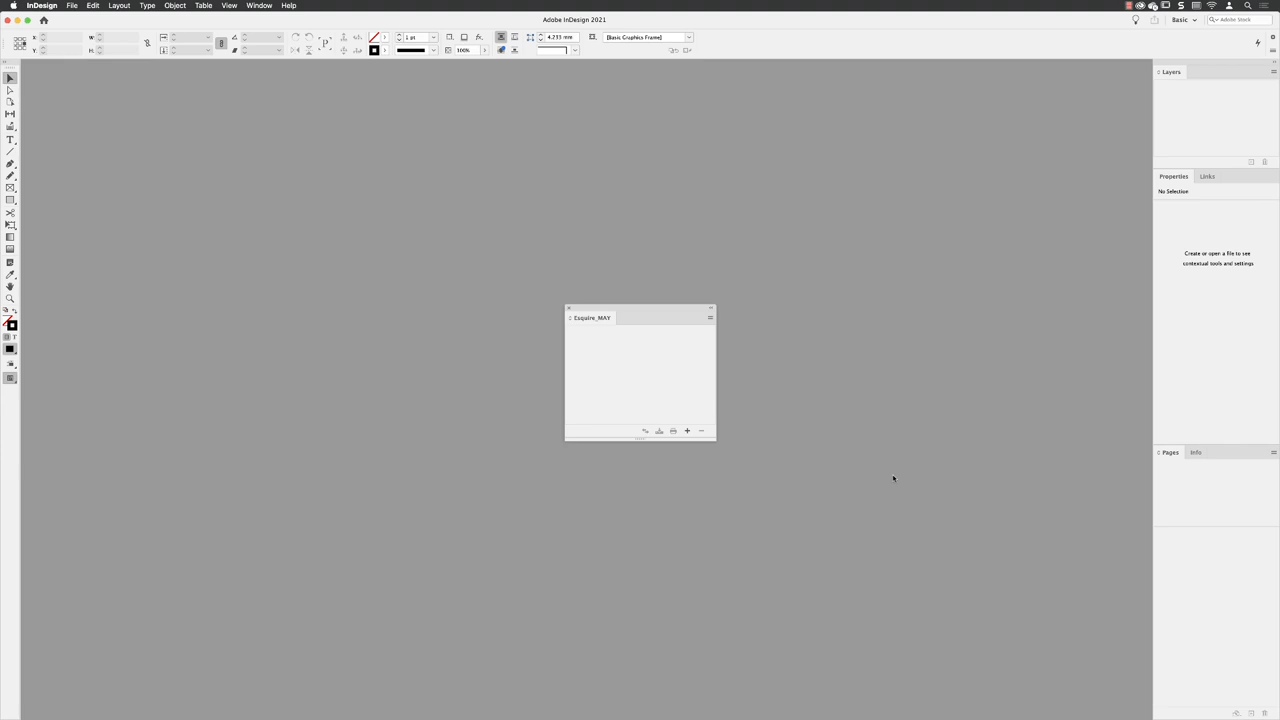 InDesign File Edit Layout Type Object Table View Window Help
Adobe InDesign 2021
Basic
Adobe Stock
X:
W:
1 pt
4.233 mm
[Basic Graphics Frame]
Y:
H:
P
fx.
100%
Layers
Properties Links
No Selection
Create or open a file to see
contextual tools and settings
Esquire_MAY
Pages Info